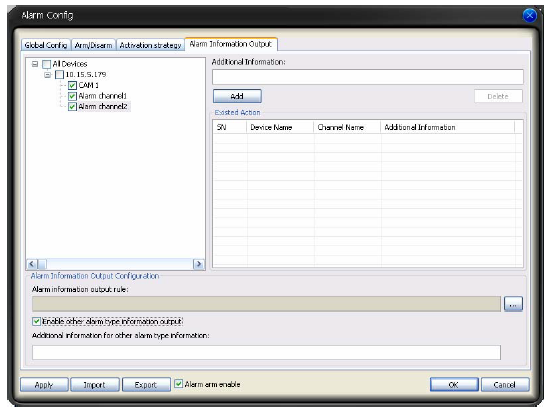 Alarm Config
Global Config Arm/Disarm Activation strategy Alarm Information Output
All Devices
10.15.5.179
CAM 1
Alarm channel1
Alarm channel2
Additional Information:
Add Delete
Existed Action
SN Device Name Channel Name Additional Information
Alarm Information Output Configuration
Alarm information output rule:
...
Enable other alarm type information output
Additional information for other alarm type information:
Apply Import Export Alarm arm enable OK Cancel